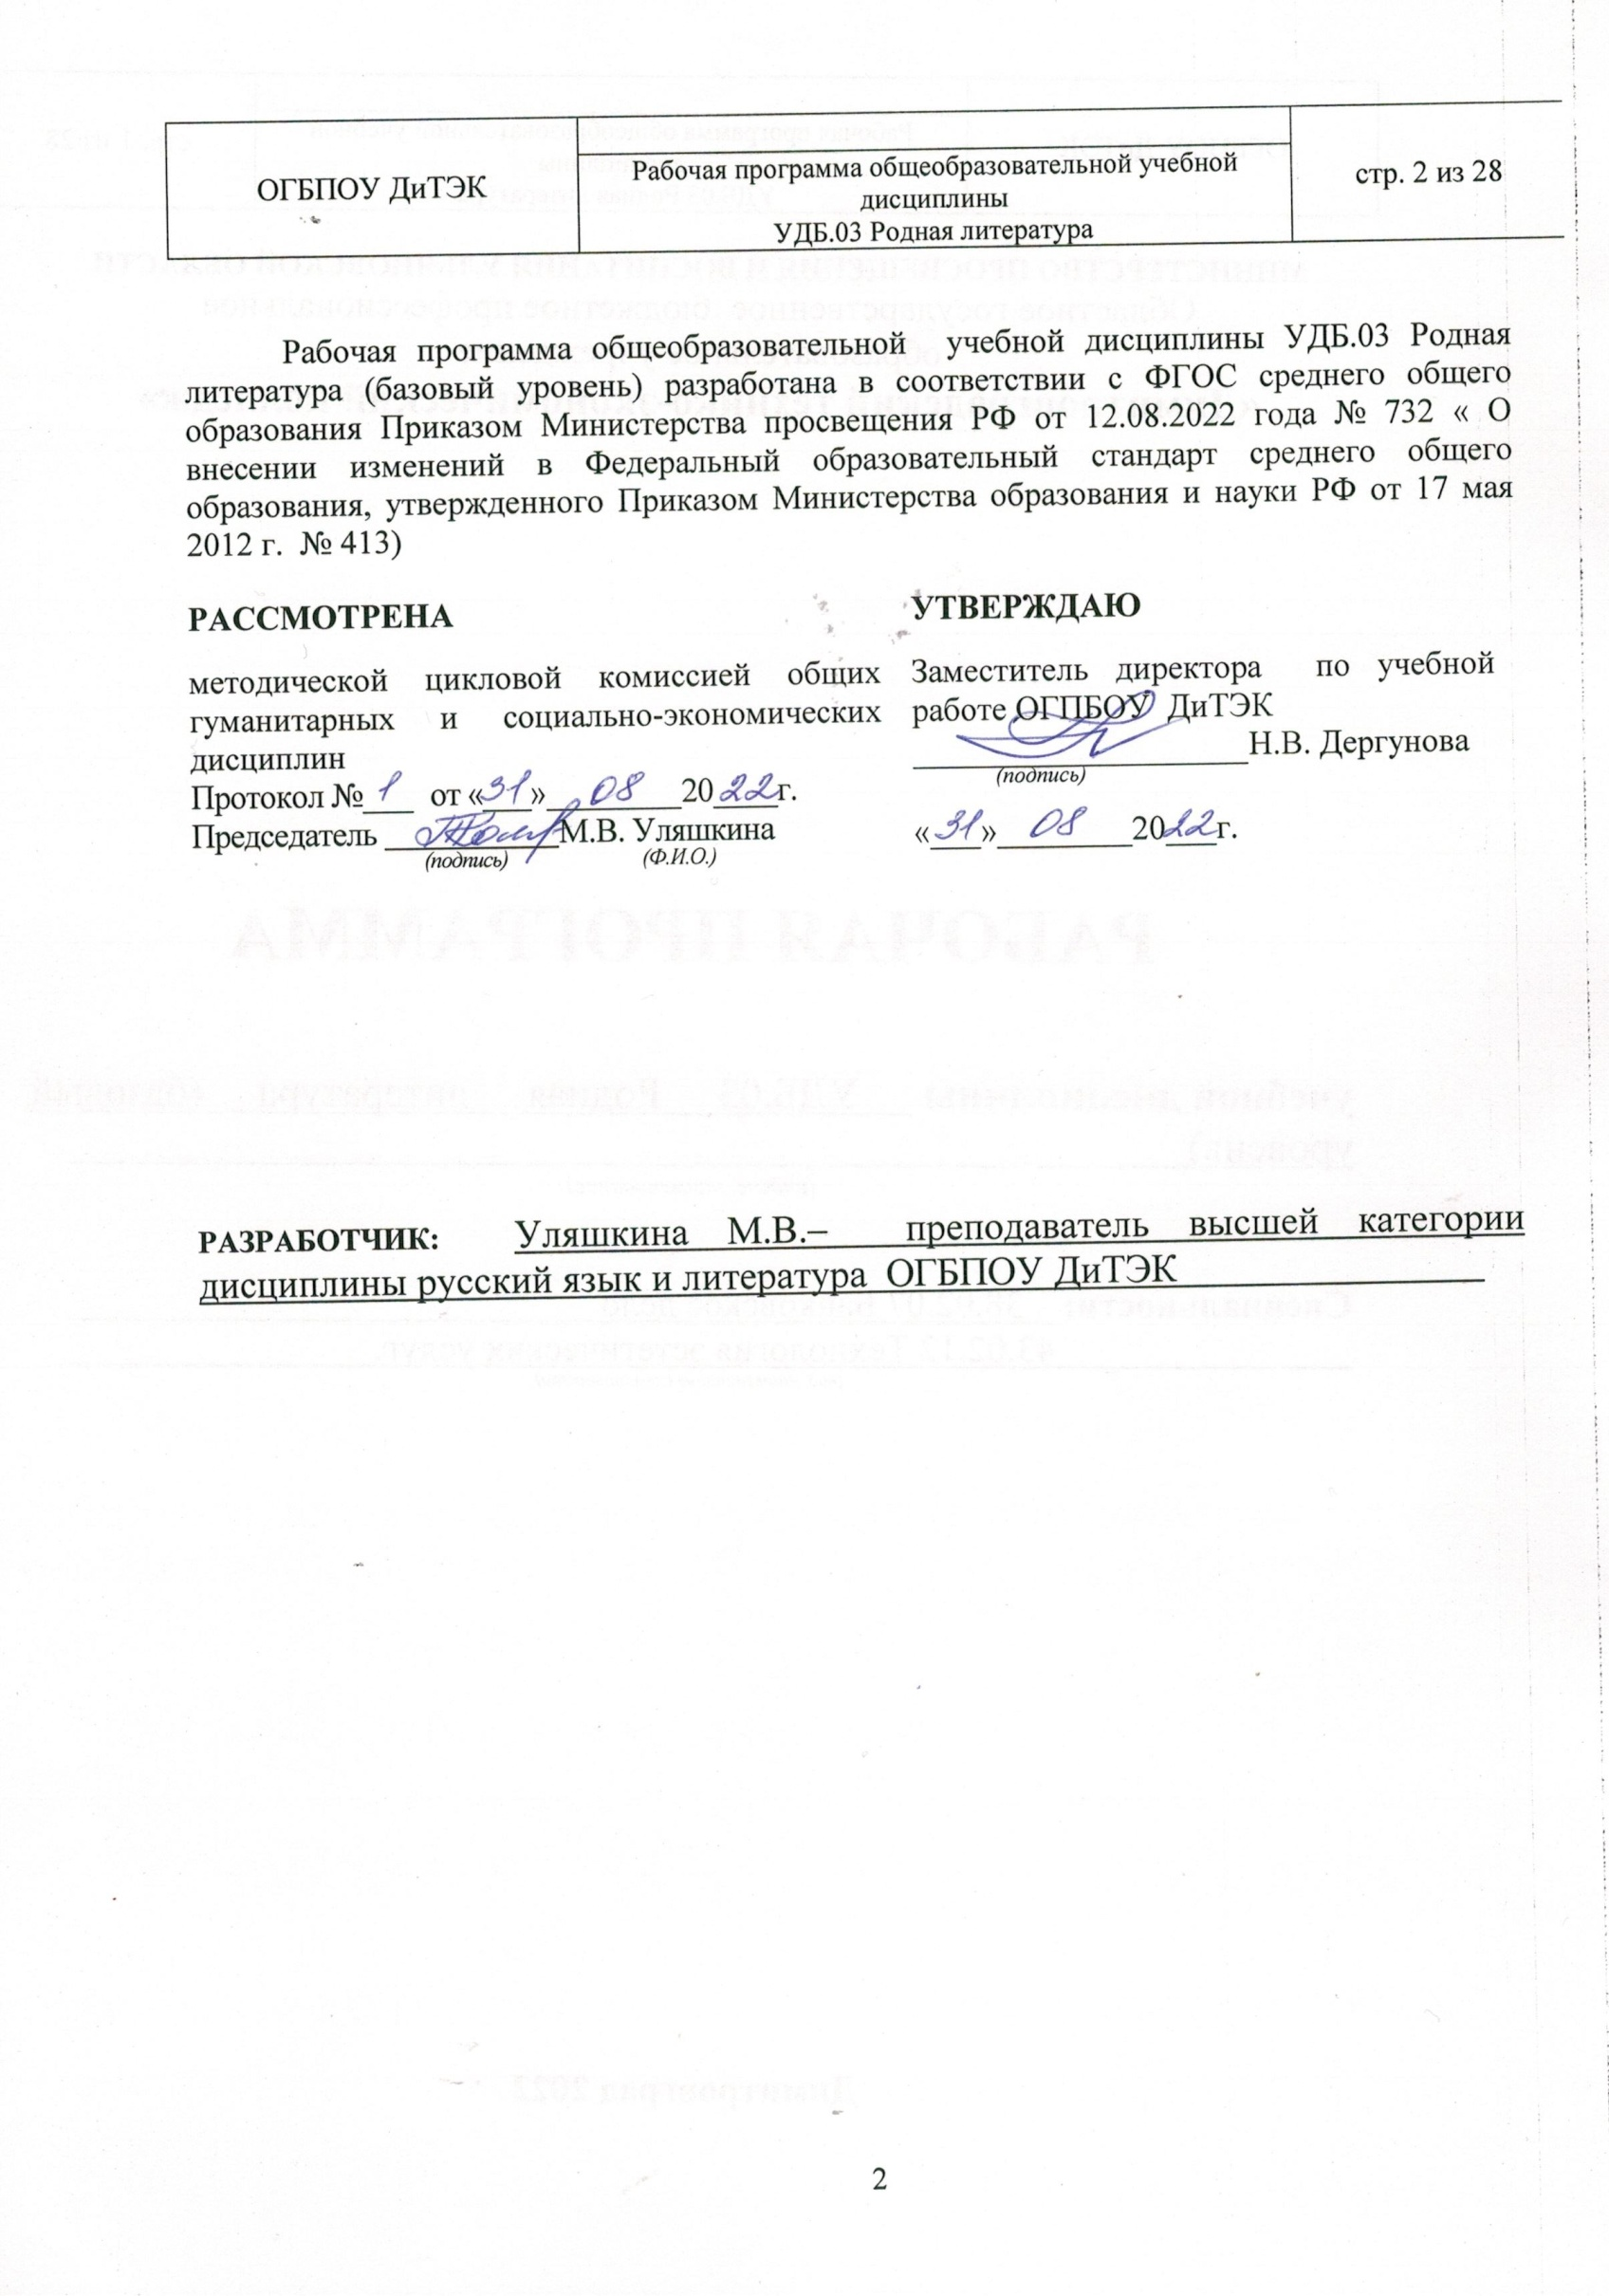 ОГБПОУ ДиТЭК
Рабочая программа общеобразовательной учебной
дисциплины
УДБ.03 Родная литература
стр. 2 из 28
Рабочая программа общеобразовательной учебной дисциплины УДБ.03 Родная
литература (базовый уровень) разработана в соответствии с ФГОС среднего общего
образования Приказом Министерства просвещения РФ от 12.08.2022 года № 732 « О
внесении изменений в Федеральный образовательный стандарт среднего общего
образования, утвержденного Приказом Министерства образования и науки РФ от 17 мая
2012 г. № 413)
РАССМОТРЕНА
методической цикловой комиссией общих
гуманитарных и социально-экономических
дисциплин
Протокол № 1 от «31» 08 2022г.
Председатель М.В. Уляшкина
(подпись) (Ф.И.О.)
УТВЕРЖДАЮ
Заместитель директора по учебной
работе ОГПБОУ ДиТЭК
Н.В. Дергунова
(подпись)
«31» 08 2022г.
РАЗРАБОТЧИК: Уляшкина М.В.– преподаватель высшей категории
дисциплины русский язык и литература ОГБПОУ ДиТЭК
2